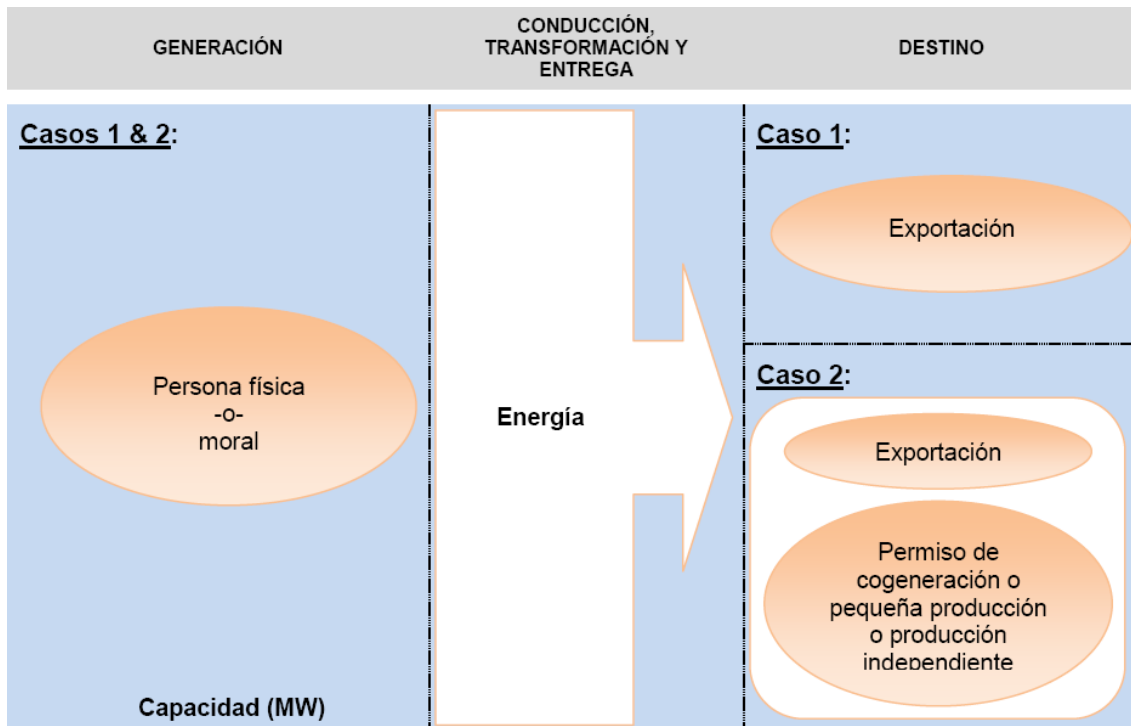 GENERACIÓN
CONDUCCIÓN,
TRANSFORMACIÓN Y
ENTREGA
DESTINO
Casos 1 & 2:
Persona física
-o-
moral
Capacidad (MW)
Energía
Caso 1:
Exportación
Caso 2:
Exportación
Permiso de
cogeneración o
pequeña producción
o producción
independiente